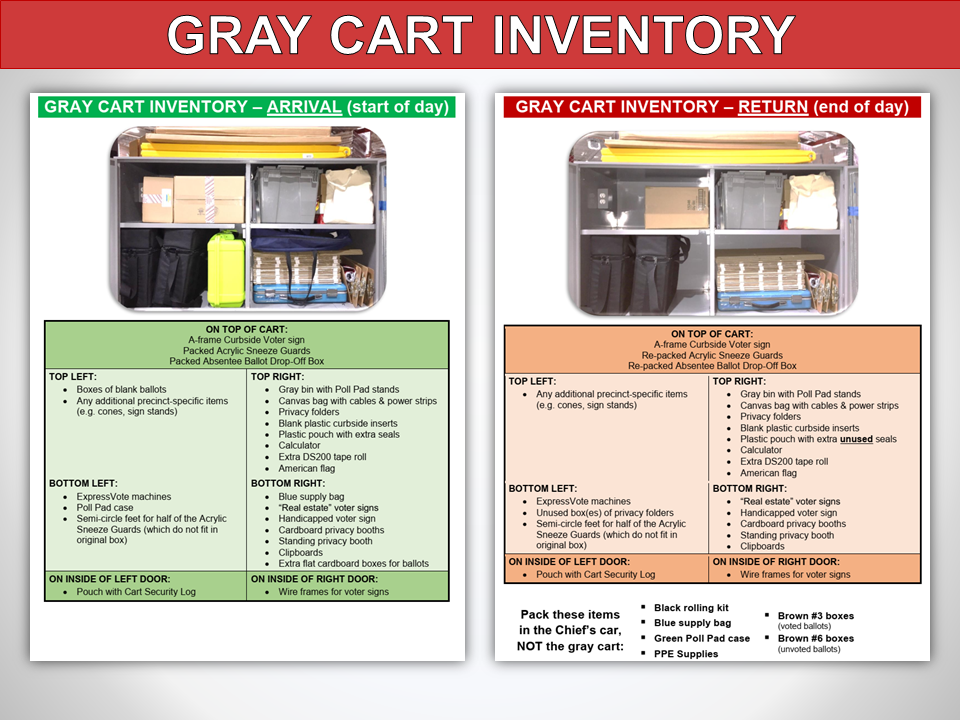 GRAY CART INVENTORY
GRAY CART INVENTORY – ARRIVAL (start of day)
ON TOP OF CART:
A-frame Curbside Voter sign
Packed Acrylic Sneeze Guards
Packed Absentee Ballot Drop-Off Box
TOP LEFT:
• Boxes of blank ballots
• Any additional precinct-specific items
(e.g. cones, sign stands)
TOP RIGHT:
• Gray bin with Poll Pad stands
• Canvas bag with cables & power strips
• Privacy folders
• Blank plastic curbside inserts
• Plastic pouch with extra seals
• Calculator
• Extra DS200 tape roll
• American flag
BOTTOM LEFT:
• ExpressVote machines
• Poll Pad case
• Semi-circle feet for half of the Acrylic
Sneeze Guards (which do not fit in
original box)
BOTTOM RIGHT:
• Blue supply bag
• “Real estate” voter signs
• Handicapped voter sign
• Cardboard privacy booths
• Standing privacy booth
• Clipboards
• Extra flat cardboard boxes for ballots
ON INSIDE OF LEFT DOOR:
• Pouch with Cart Security Log
ON INSIDE OF RIGHT DOOR:
• Wire frames for voter signs
GRAY CART INVENTORY – RETURN (end of day)
ON TOP OF CART:
A-frame Curbside Voter sign
Re-packed Acrylic Sneeze Guards
Re-packed Absentee Ballot Drop-Off Box
TOP LEFT:
• Any additional precinct-specific items
(e.g. cones, sign stands)
TOP RIGHT:
• Gray bin with Poll Pad stands
• Canvas bag with cables & power strips
• Privacy folders
• Blank plastic curbside inserts
• Plastic pouch with extra unused seals
• Calculator
• Extra DS200 tape roll
• American flag
BOTTOM LEFT:
• ExpressVote machines
• Unused box(es) of privacy folders
• Semi-circle feet for half of the Acrylic
Sneeze Guards (which do not fit in
original box)
BOTTOM RIGHT:
• “Real estate” voter signs
• Handicapped voter sign
• Cardboard privacy booths
• Standing privacy booth
• Clipboards
ON INSIDE OF LEFT DOOR:
• Pouch with Cart Security Log
ON INSIDE OF RIGHT DOOR:
• Wire frames for voter signs
Pack these items
in the Chief’s car,
NOT the gray cart:
▪ Black rolling kit
▪ Blue supply bag
▪ Green Poll Pad case
▪ PPE Supplies
▪ Brown #3 boxes
(voted ballots)
▪ Brown #6 boxes
(unvoted ballots)